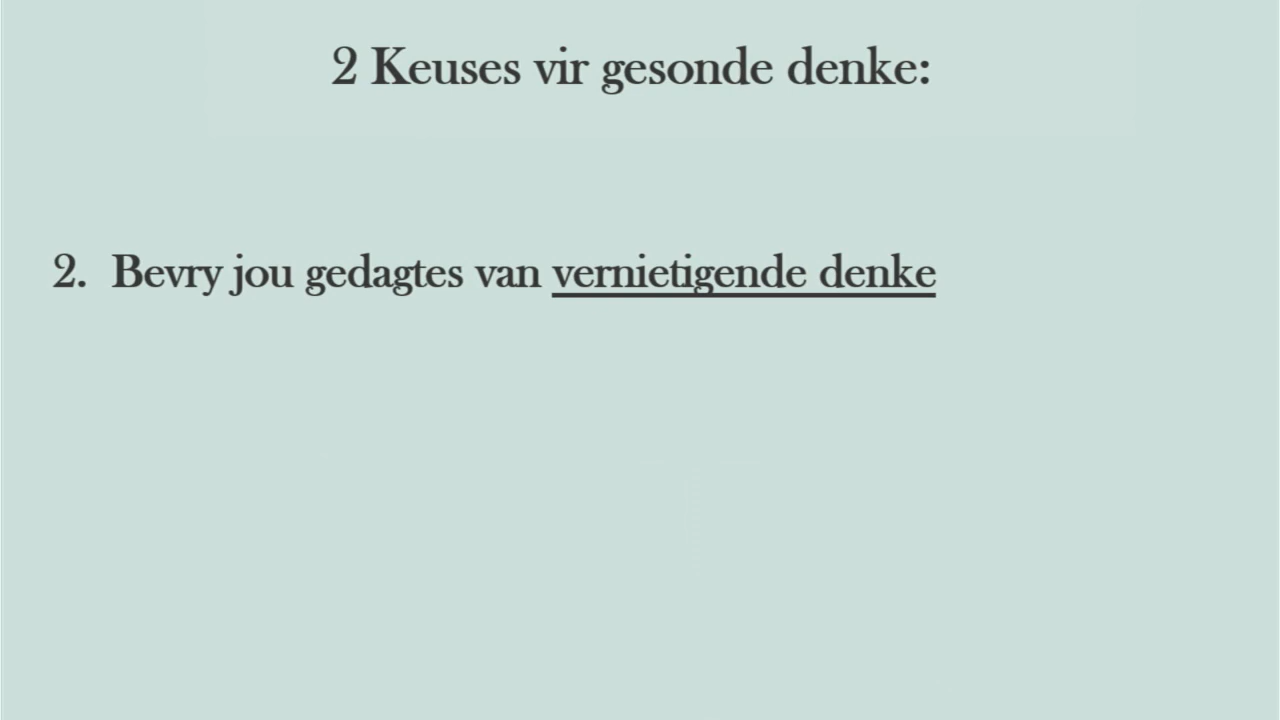 2 Keuses vir gesonde denke:
2. Bevry jou gedagtes van vernietigende denke